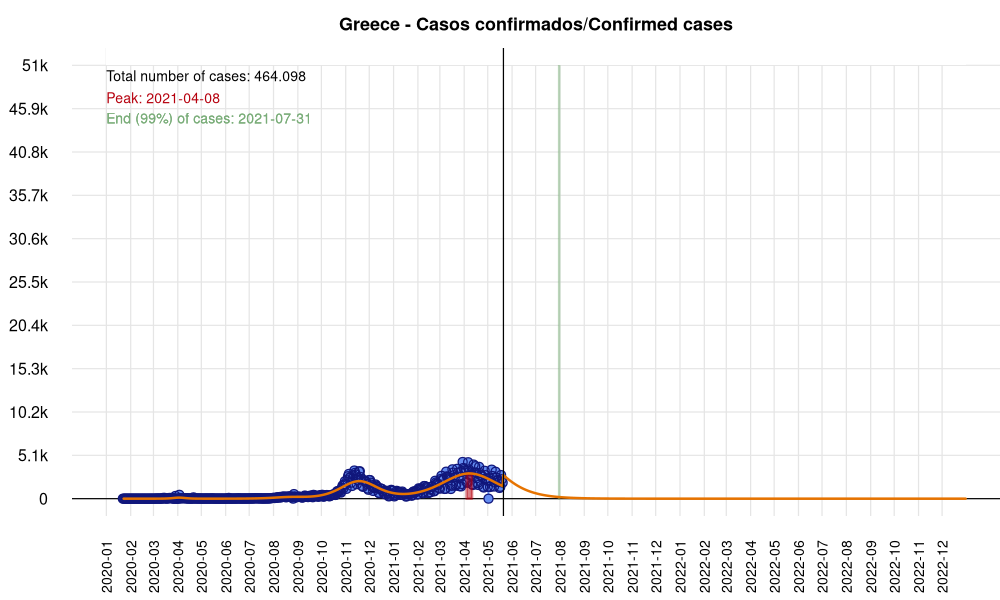 Greece - Casos confirmados/Confirmed cases
Total number of cases: 464.098
Peak: 2021-04-08
End (99%) of cases: 2021-07-31
51k
45.9k
40.8k
35.7k
30.6k
25.5k
20.4k
15.3k
10.2k
5.1k
0
2020-01
2020-02
2020-03
2020-04
2020-05
2020-06
2020-07
2020-08
2020-09
2020-10
2020-11
2020-12
2021-01
2021-02
2021-03
2021-04
2021-05
2021-06
2021-07
2021-08
2021-09
2021-10
2021-11
2021-12
2022-01
2022-02
2022-03
2022-04
2022-05
2022-06
2022-07
2022-08
2022-09
2022-10
2022-11
2022-12